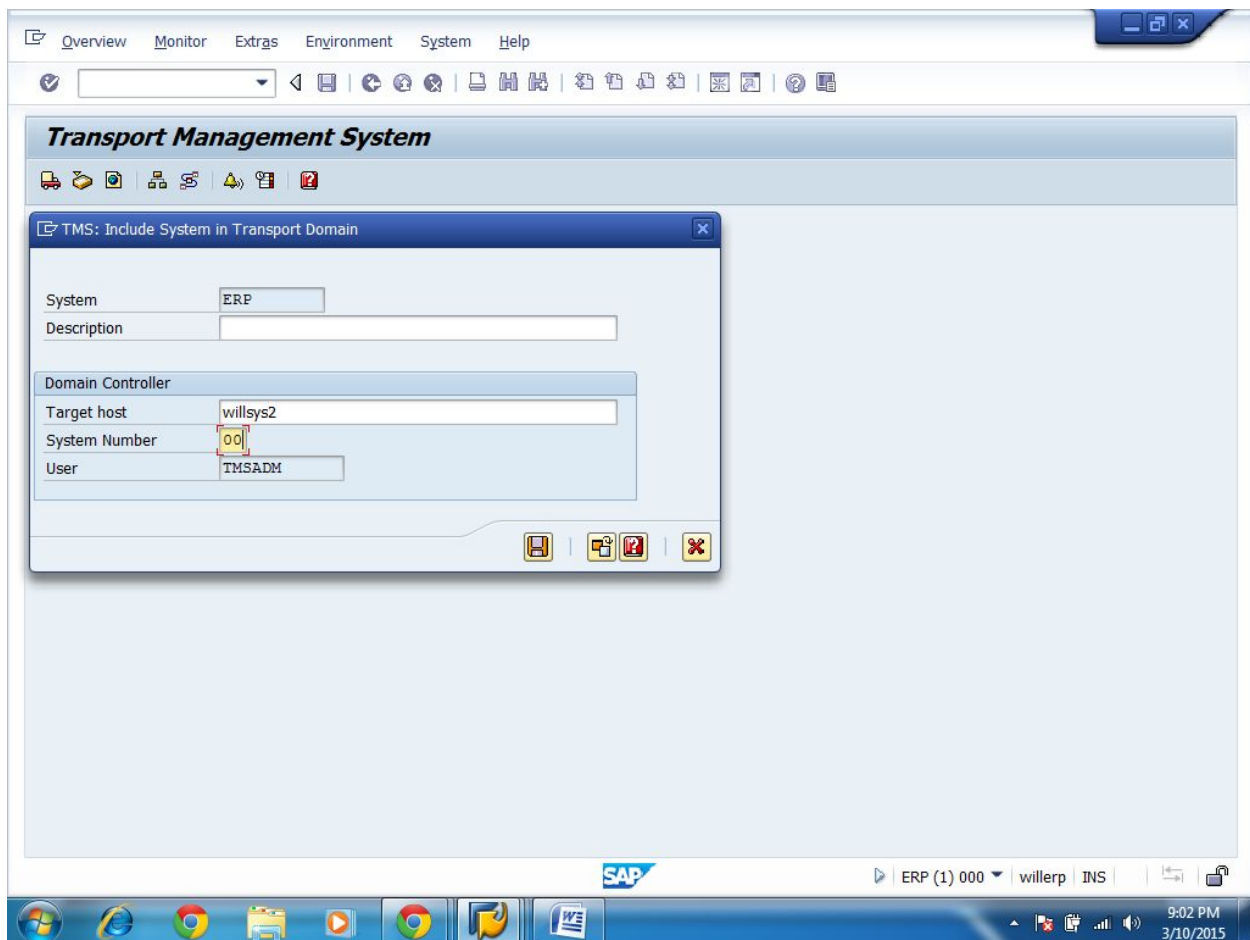 Overview Monitor Extras Environment System Help
Transport Management System
TMS: Include System in Transport Domain
System ERP
Description
Domain Controller
Target host willsys2
System Number 00
User TMSADM
SAP
ERP (1) 000 willerp INS
9:02 PM
3/10/2015